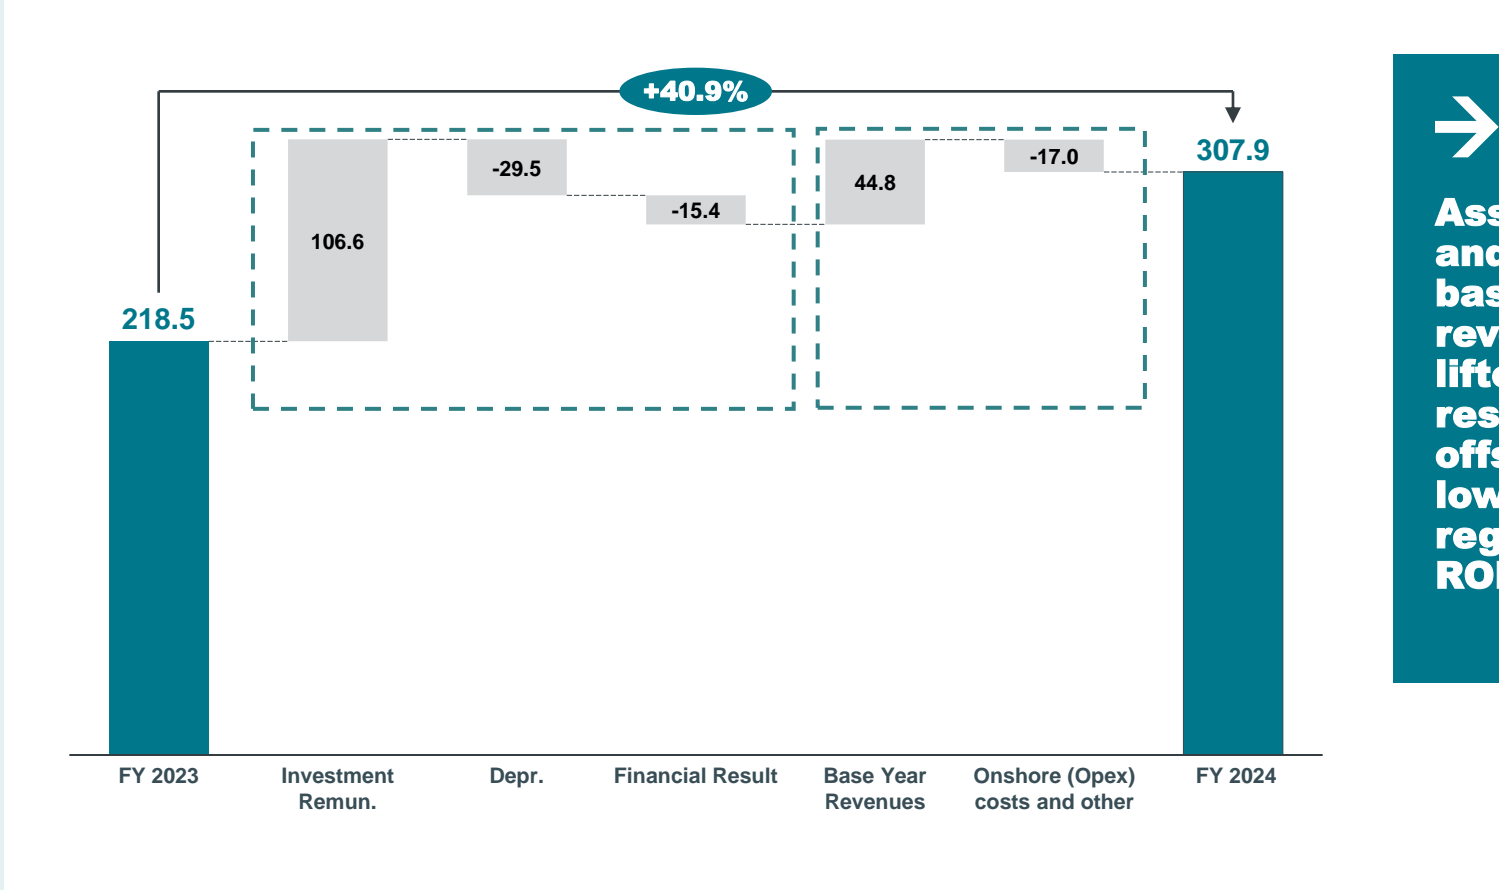 +40.9%
218.5
106.6
-29.5
-15.4
44.8
-17.0
307.9
FY 2023
Investment
Remun.
Depr.
Financial Result
Base Year
Revenues
Onshore (Opex)
costs and other
FY 2024
and